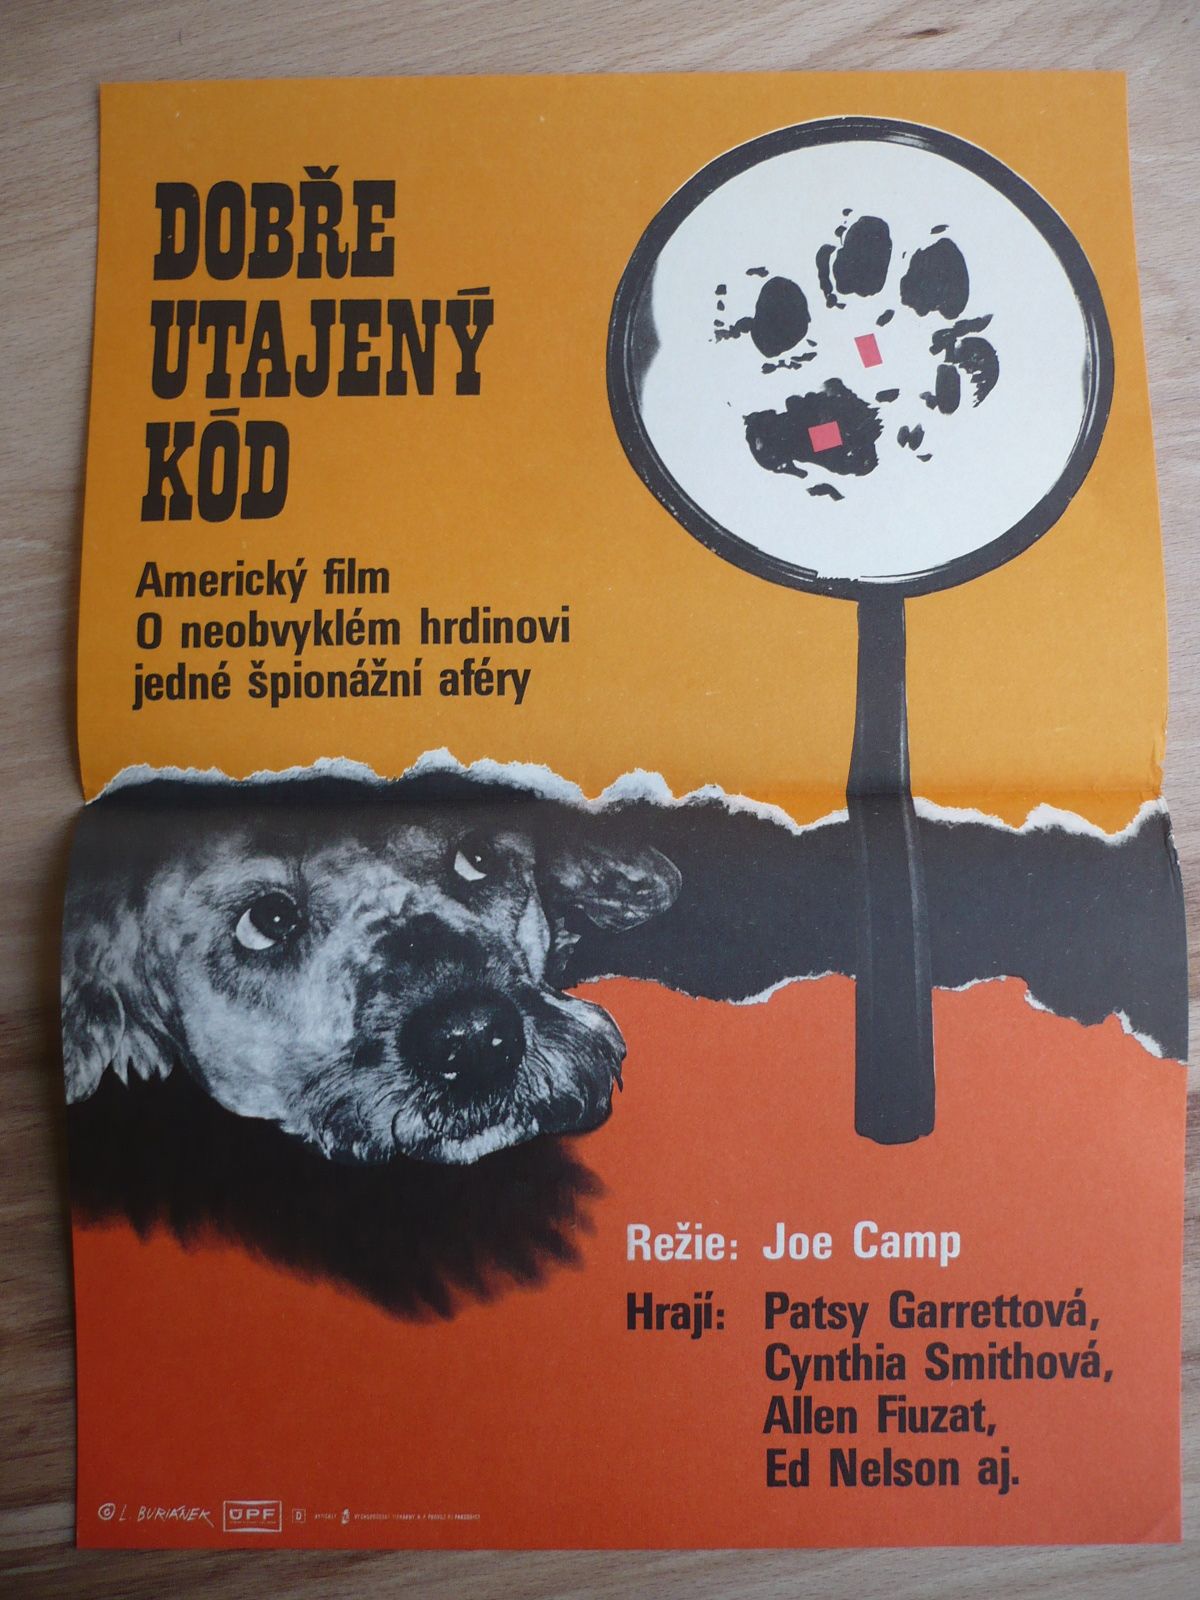 DOBŘE
UTAJENÝ
KÓD
Americký film
O neobvyklém hrdinovi
jedné špionážní aféry
Režie: Joe Camp
Hrají: Patsy Garrettová,
Cynthia Smithová,
Allen Fiuzat,
Ed Nelson aj.
© L. BURIÁNEK ÚPF D